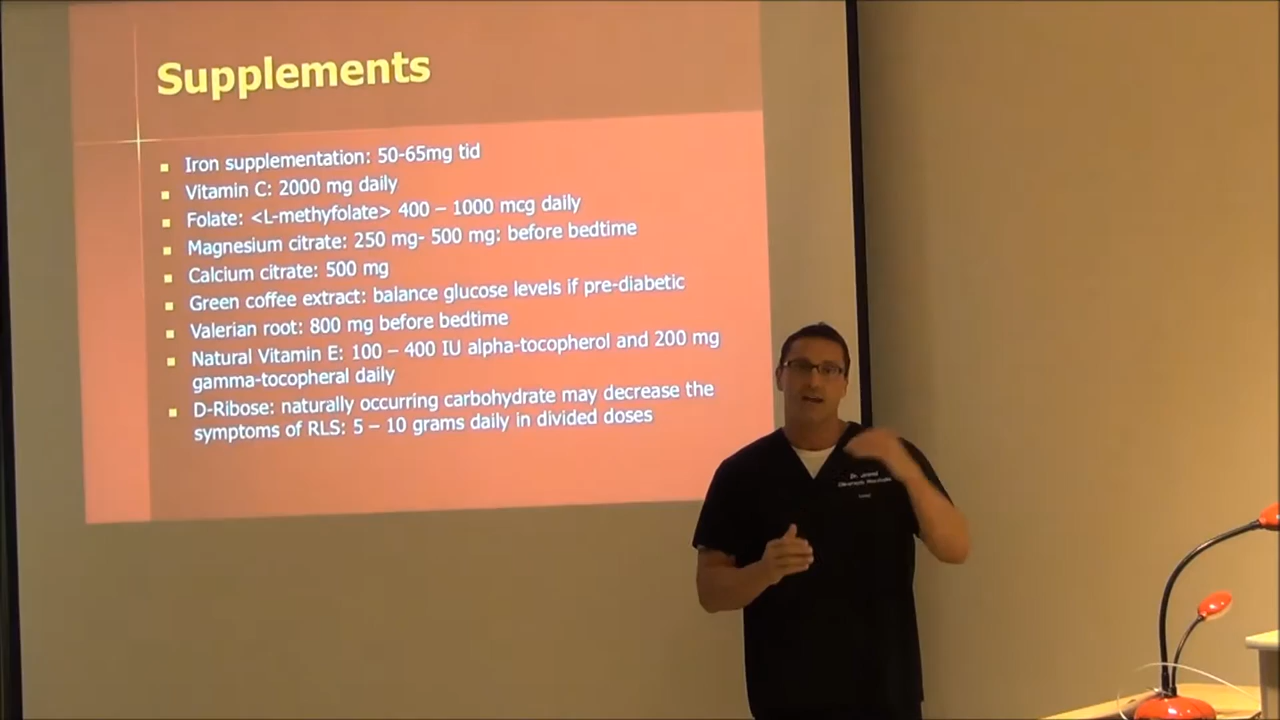 Supplements
Iron supplementation: 50-65mg tid
Vitamin C: 2000 mg daily
Folate: <L-methyfolate> 400 – 1000 mcg daily
Magnesium citrate: 250 mg- 500 mg: before bedtime
Calcium citrate: 500 mg
Green coffee extract: balance glucose levels if pre-diabetic
Valerian root: 800 mg before bedtime
Natural Vitamin E: 100 – 400 IU alpha-tocopherol and 200 mg
gamma-tocopheral daily
D-Ribose: naturally occurring carbohydrate may decrease the
symptoms of RLS: 5 – 10 grams daily in divided doses
Dr.